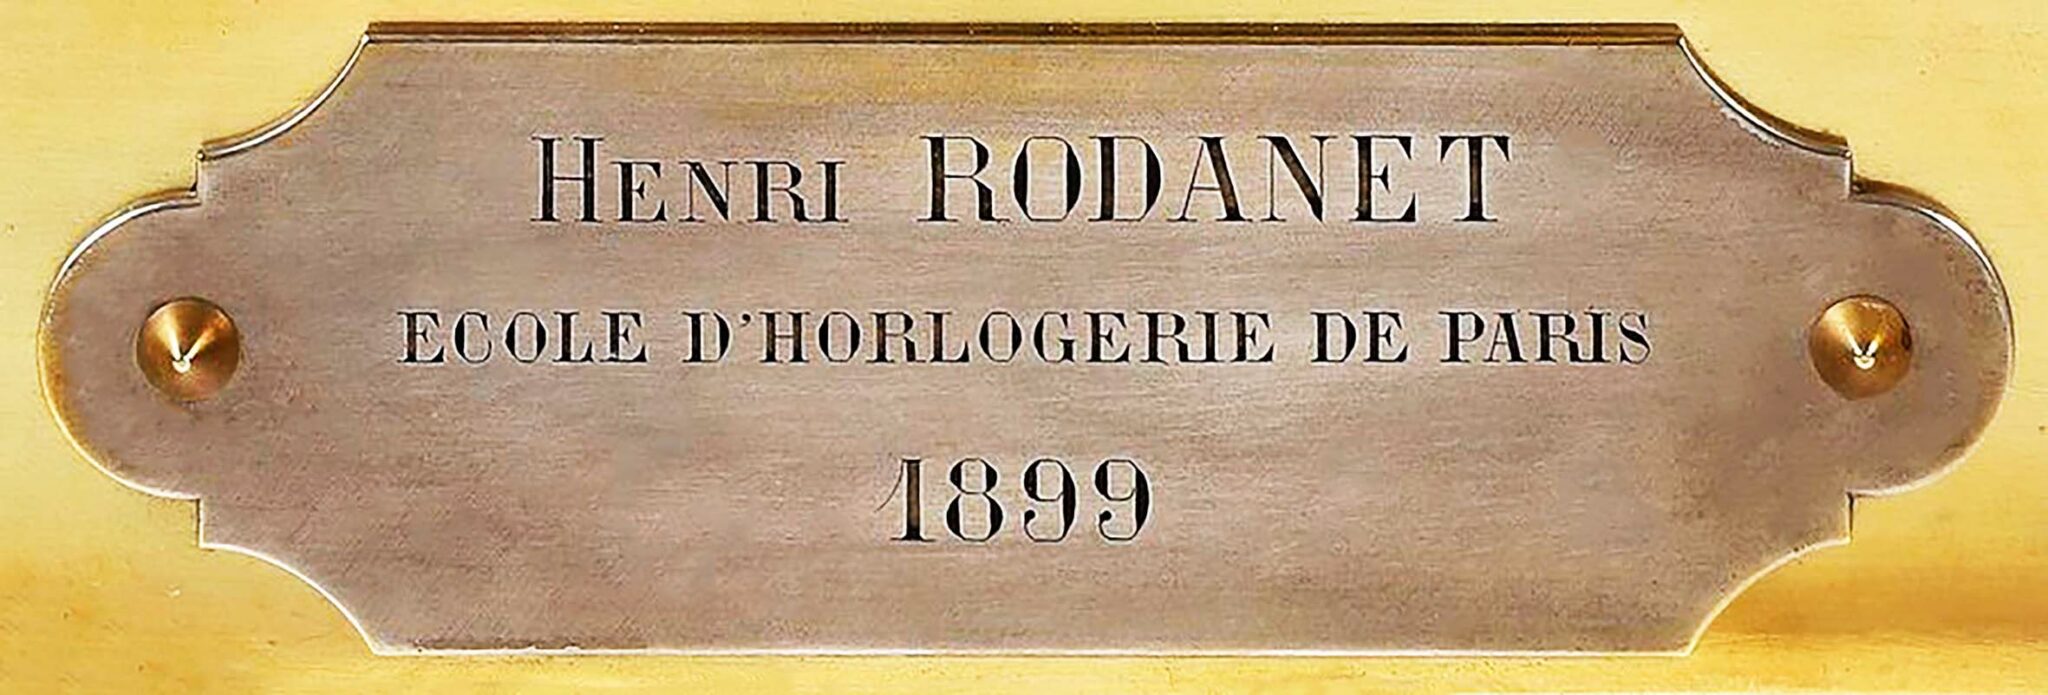 HENRI RODANET
ECOLE D'HORLOGERIE DE PARIS
1899